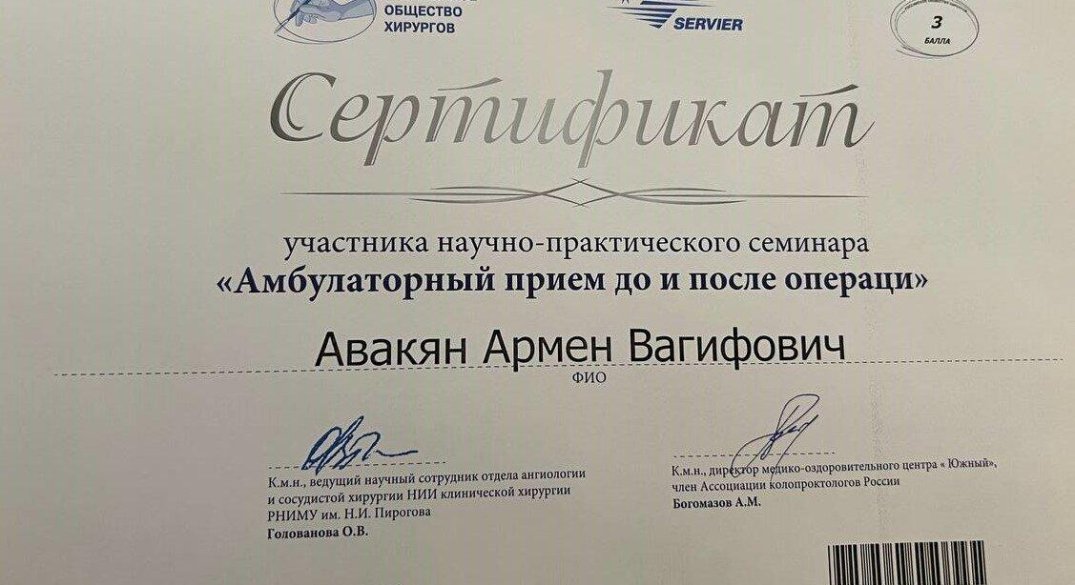 ОБЩЕСТВО
ХИРУРГОВ
SERVIER
3
БАЛЛА
Сертификат
участника научно-практического семинара
«Амбулаторный прием до и после операци»
Авакян Армен Вагифович
ФИО
К.м.н., ведущий научный сотрудник отдела ангиологии
и сосудистой хирургии НИИ клинической хирургии
РНИМУ им. Н.И. Пирогова
Голованова О.В.
К.м.н., директор медико-оздоровительного центра « Южный»,
член Ассоциации колопроктологов России
Богомазов А.М.